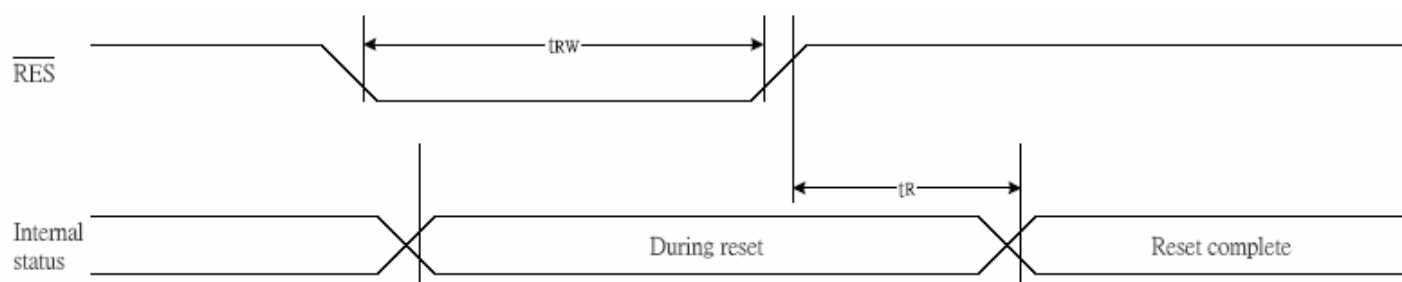 tRW
RES
tR
Internal
status
During reset
Reset complete